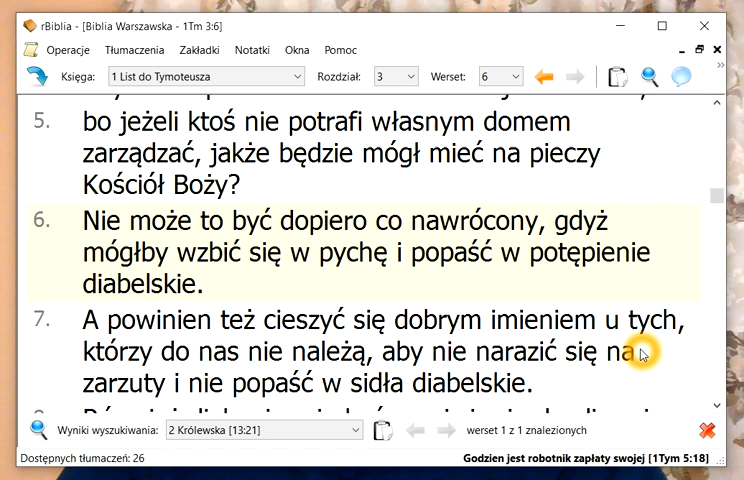 rBiblia - [Biblia Warszawska - 1Tm 3:6]
Operacje Tłumaczenia Zakładki Notatki Okna Pomoc
Księga: 1 List do Tymoteusza Rozdział: 3 Werset: 6
5. bo jeżeli ktoś nie potrafi własnym domem
zarządzać, jakże będzie mógł mieć na pieczy
Kościół Boży?
6. Nie może to być dopiero co nawrócony, gdyż
mógłby wzbić się w pychę i popaść w potępienie
diabelskie.
7. A powinien też cieszyć się dobrym imieniem u tych,
którzy do nas nie należą, aby nie narazić się na
zarzuty i nie popaść w sidła diabelskie.
Wyniki wyszukiwania: 2 Królewska [13:21] werset 1 z 1 znalezionych
Dostępnych tłumaczeń: 26 Godzien jest robotnik zapłaty swojej [1Tym 5:18]